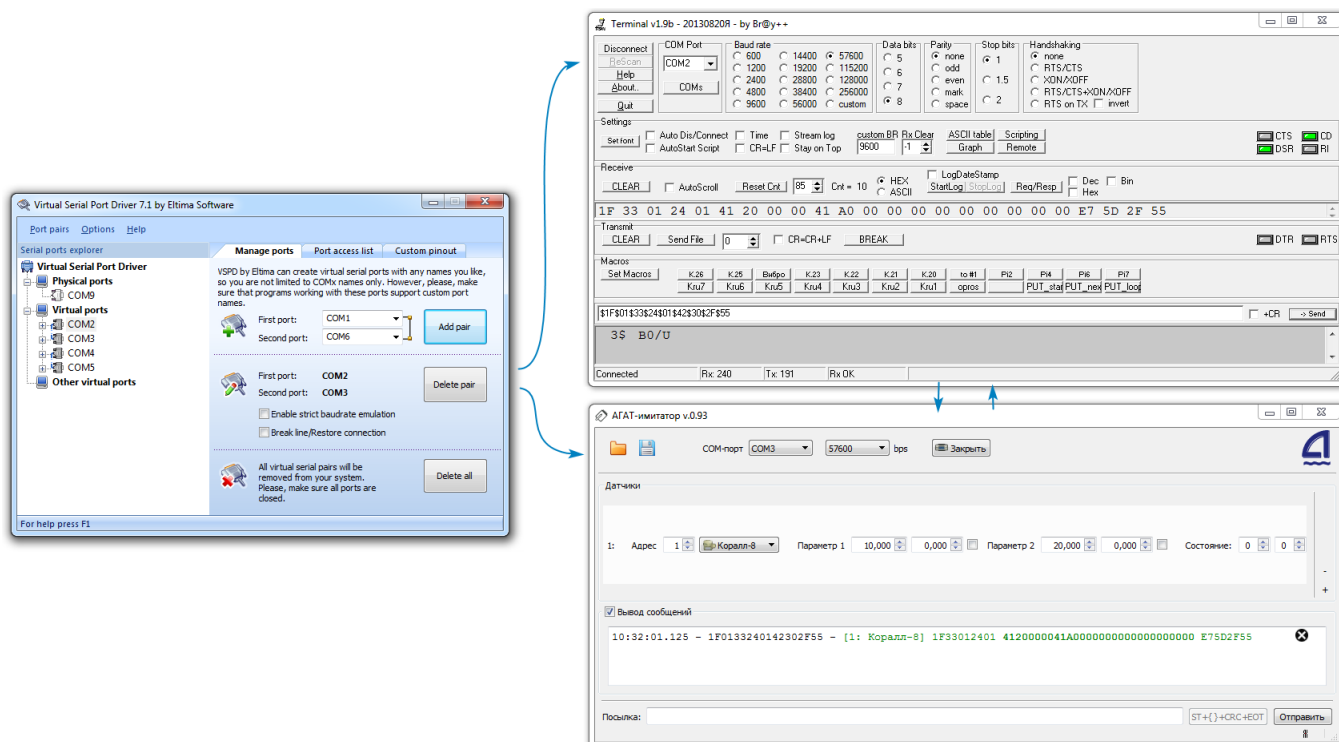 Virtual Serial Port Driver 7.1 by Eltima Software
Port pairs Options Help
Serial ports explorer
Virtual Serial Port Driver
Physical ports
COM9
Virtual ports
COM2
COM3
COM4
COM5
Other virtual ports
Manage ports Port access list Custom pinout
VSPD by Eltima can create virtual serial ports with any names you like,
so you are not limited to COMx names only. However, please, make
sure that programs working with these ports support custom port
names.
First port: COM1
Second port: COM6
Add pair
First port: COM2
Second port: COM3
Delete pair
Enable strict baudrate emulation
Break line/Restore connection
All virtual serial pairs will be
removed from your system.
Please, make sure all ports are
closed.
Delete all
For help press F1
Terminal v1.9b - 20130820Я - by Br@y++
Disconnect
ReScan
Help
About..
Quit
COM Port
COM2
COMs
Baud rate
600 14400 57600
1200 19200 115200
2400 28800 128000
4800 38400 256000
9600 56000 custom
Data bits
5
6
7
8
Parity
none
odd
even
mark
space
Stop bits
1
1.5
2
Handshaking
none
RTS/CTS
XON/XOFF
RTS/CTS+XON/XOFF
RTS on TX invert
Settings
Set font Auto Dis/Connect Time Stream log custom BR Rx Clear ASCII table Scripting CTS CD
AutoStart Script CR=LF Stay on Top 9600 -1 Graph Remote DSR RI
Receive
CLEAR AutoScroll Reset Cnt 85 Cnt = 10 HEX LogDateStamp Dec Bin
ASCII StartLog StopLog Req/Resp Hex
1F 33 01 24 01 41 20 00 00 41 A0 00 00 00 00 00 00 00 00 00 E7 5D 2F 55
Transmit
CLEAR Send File 0 CR=CR+LF BREAK DTR RTS
Macros
Set Macros K.26 K.25 Вибро K.23 K.22 K.21 K.20 to #1 Pi2 Pi4 Pi6 Pi7
Kru7 Kru6 Kru5 Kru4 Kru3 Kru2 Kru1 opros PUT_star PUT_nex PUT_loop
$1F$01$33$24$01$42$30$2F$55 +CR -> Send
3$ B0/U
Connected Rx: 240 Tx: 191 Rx OK
АГАТ-имитатор v.0.93
COM-порт COM3 57600 bps Закрыть
Датчики
1: Адрес 1 Коралл-8 Параметр 1 10,000 0,000 Параметр 2 20,000 0,000 Состояние: 0 0
-
+
Вывод сообщений
10:32:01.125 - 1F0133240142302F55 - [1: Коралл-8] 1F33012401 4120000041A0000000000000000000 E75D2F55
Посылка: ST+{}+CRC+EOT Отправить